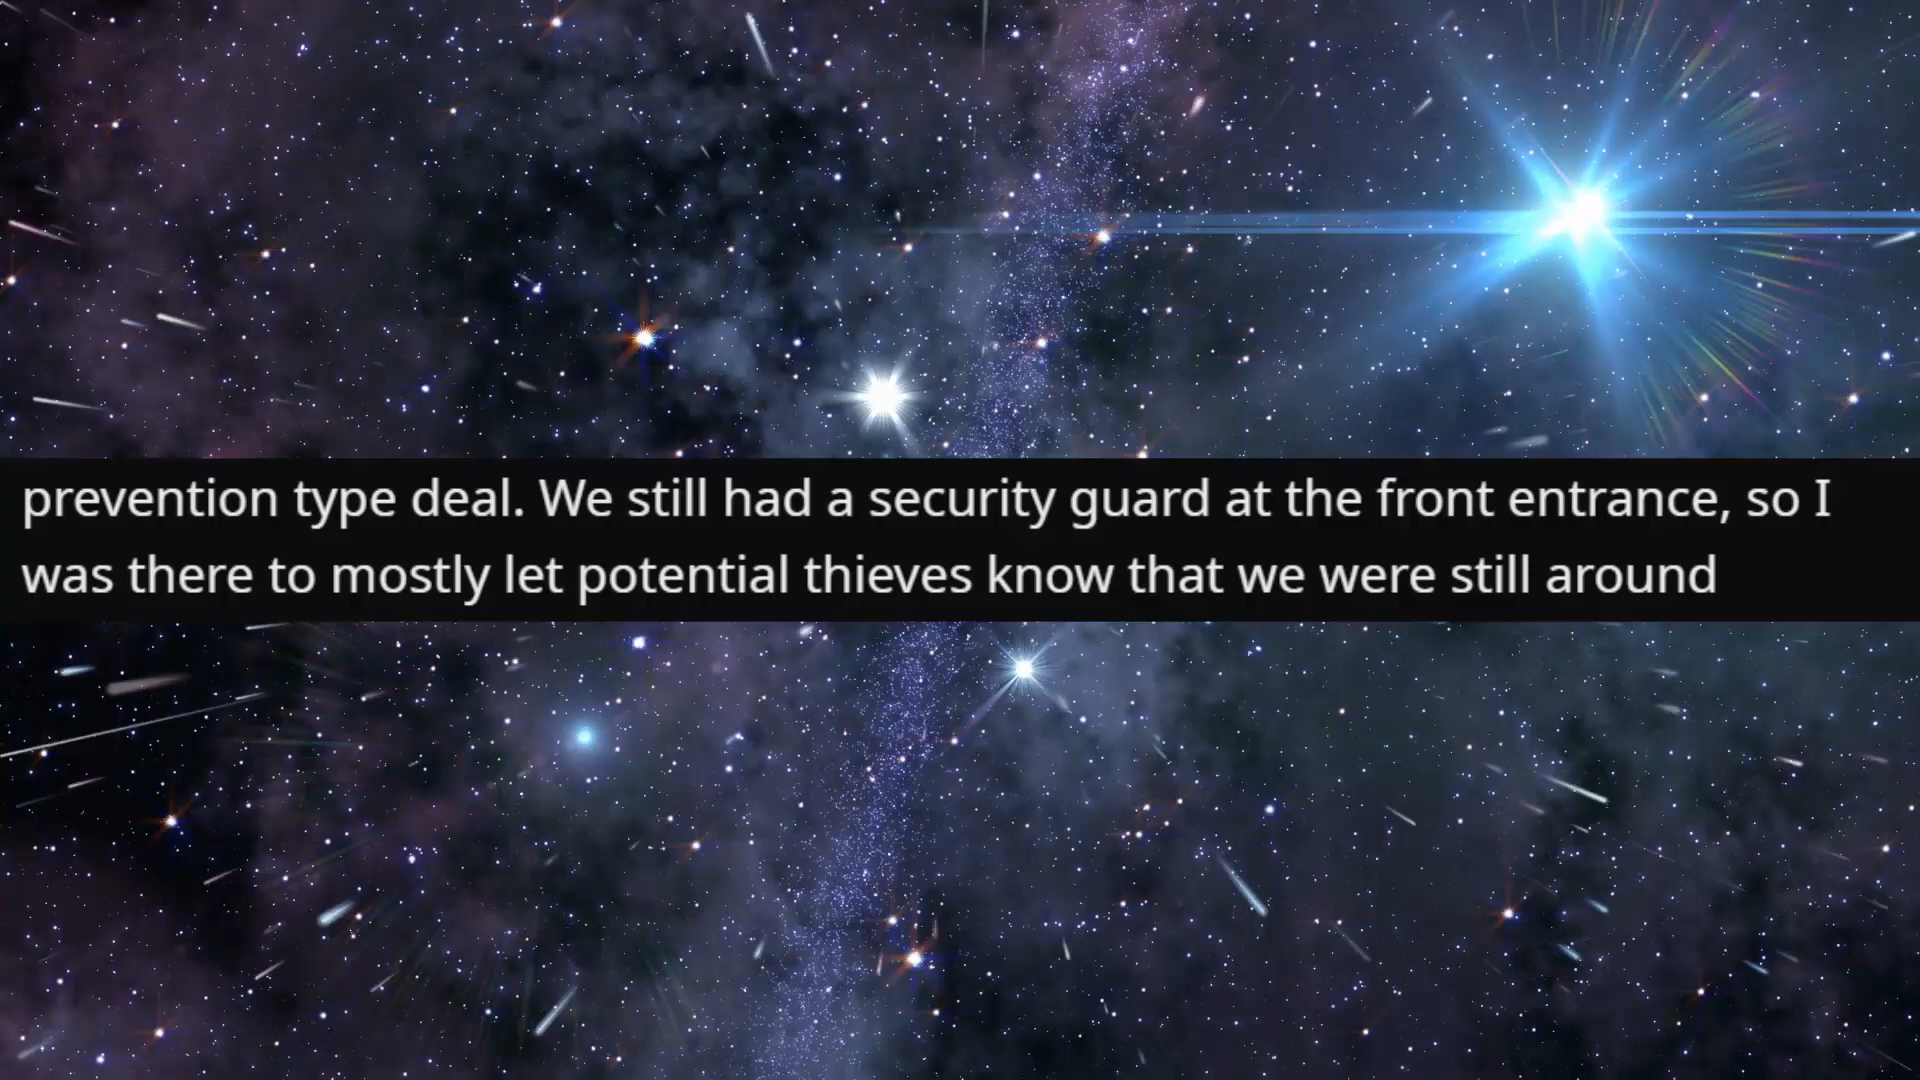 prevention type deal. We still had a security guard at the front entrance, so I
was there to mostly let potential thieves know that we were still around